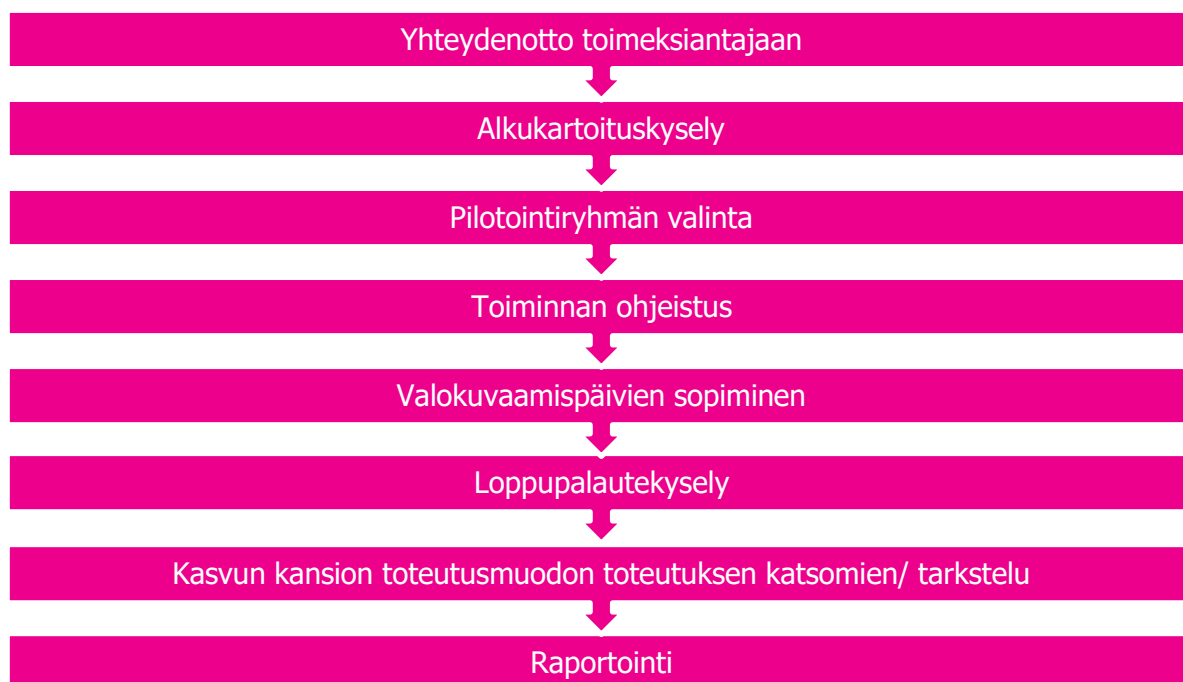 Yhteydenotto toimeksiantajaan
Alkukartoituskysely
Pilotointiryhmän valinta
Toiminnan ohjeistus
Valokuvaamispäivien sopiminen
Loppupalautekysely
Kasvun kansion toteutusmuodon toteutuksen katsomien/ tarkstelu
Raportointi